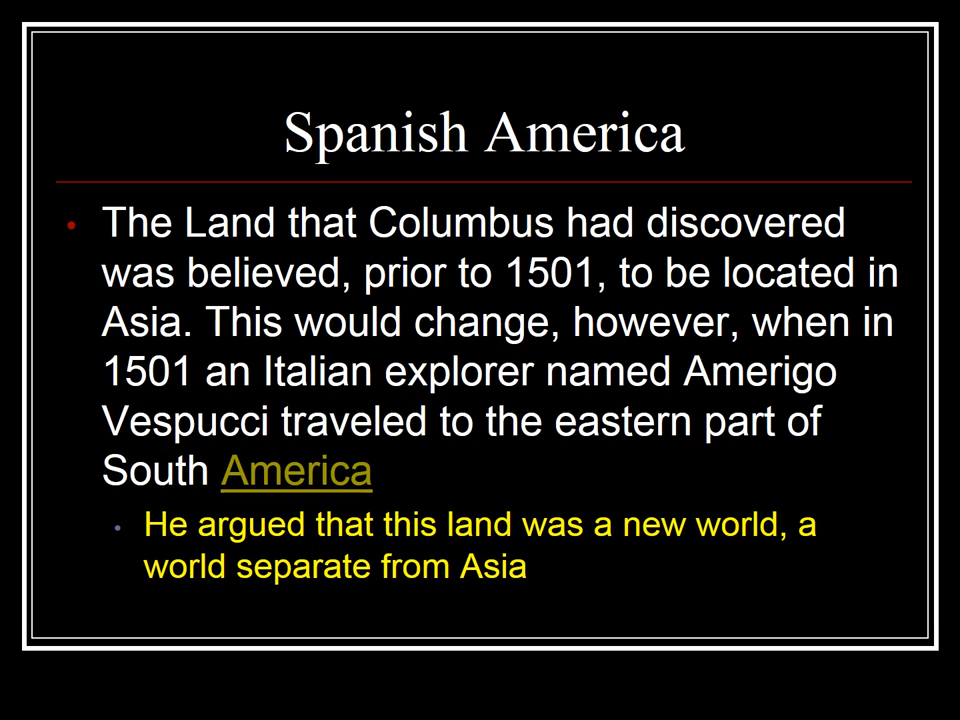 Spanish America
• The Land that Columbus had discovered
was believed, prior to 1501, to be located in
Asia. This would change, however, when in
1501 an Italian explorer named Amerigo
Vespucci traveled to the eastern part of
South America
• He argued that this land was a new world, a
world separate from Asia